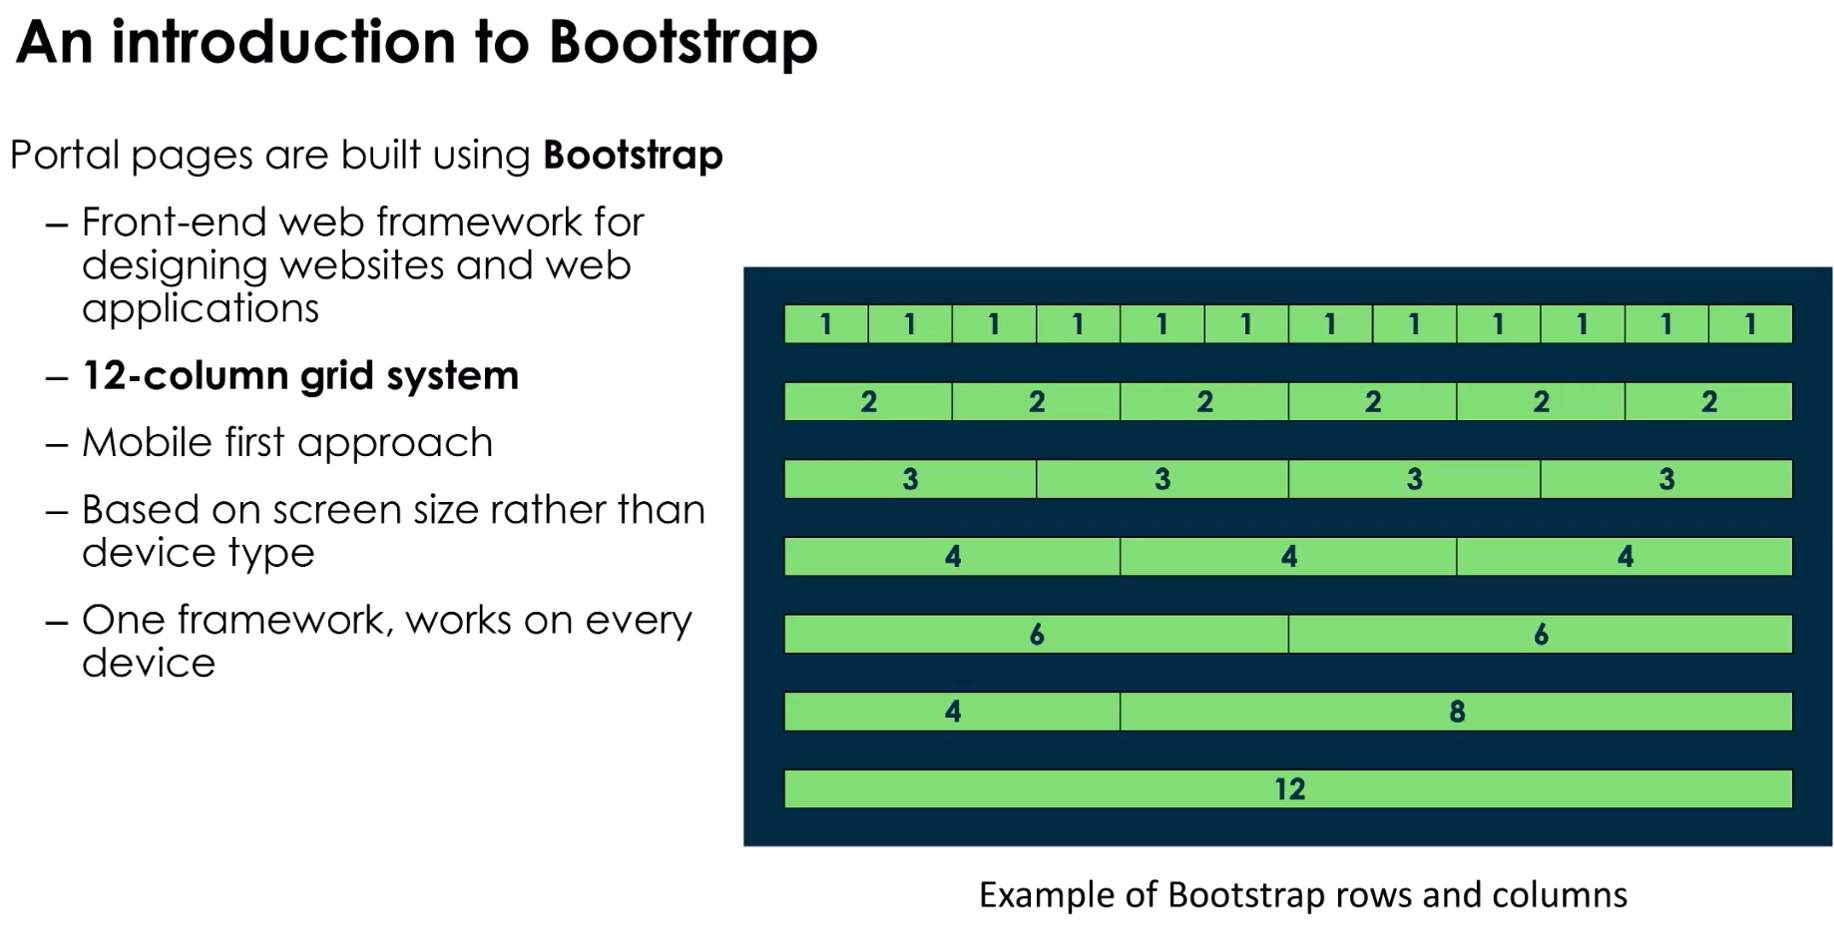 An introduction to Bootstrap
Portal pages are built using Bootstrap
– Front-end web framework for
designing websites and web
applications
– 12-column grid system
– Mobile first approach
– Based on screen size rather than
device type
– One framework, works on every
device
1 1 1 1 1 1 1 1 1 1 1 1
2 2 2 2 2 2
3 3 3 3
4 4 4
6 6
4 8
12
Example of Bootstrap rows and columns